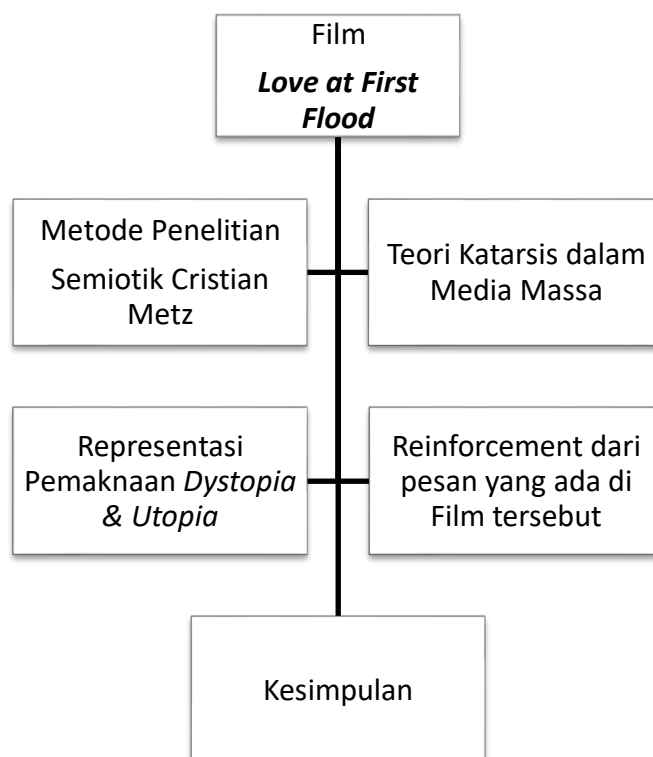 Film
Love at First
Flood
Metode Penelitian
Semiotik Cristian
Metz
Teori Katarsis dalam
Media Massa
Representasi
Pemaknaan Dystopia
& Utopia
Reinforcement dari
pesan yang ada di
Film tersebut
Kesimpulan